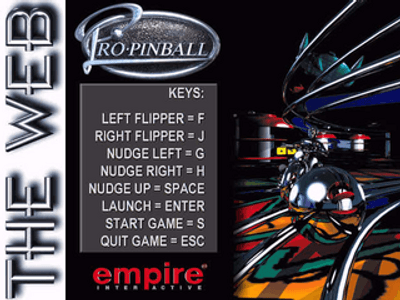 THE WEB
PRO·PINBALL
KEYS:
LEFT FLIPPER = F
RIGHT FLIPPER = J
NUDGE LEFT = G
NUDGE RIGHT = H
NUDGE UP = SPACE
LAUNCH = ENTER
START GAME = S
QUIT GAME = ESC
empire®
INTERACTIVE